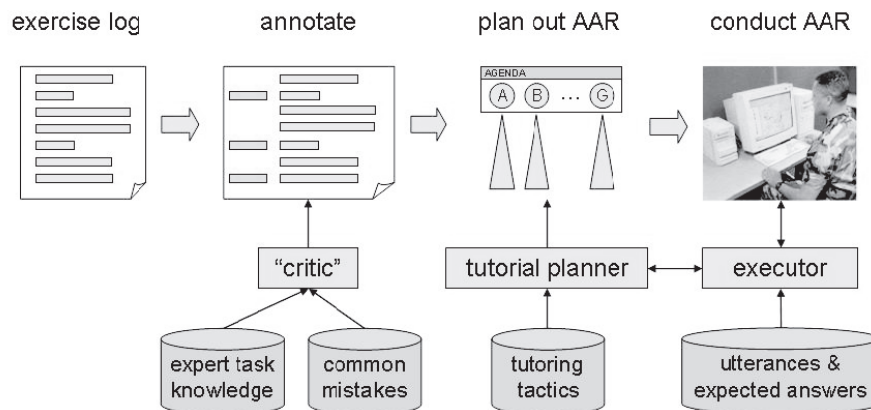 exercise log
annotate
plan out AAR
conduct AAR
AGENDA
A B ... G
"critic"
tutorial planner
executor
expert task
knowledge
common
mistakes
tutoring
tactics
utterances &
expected answers